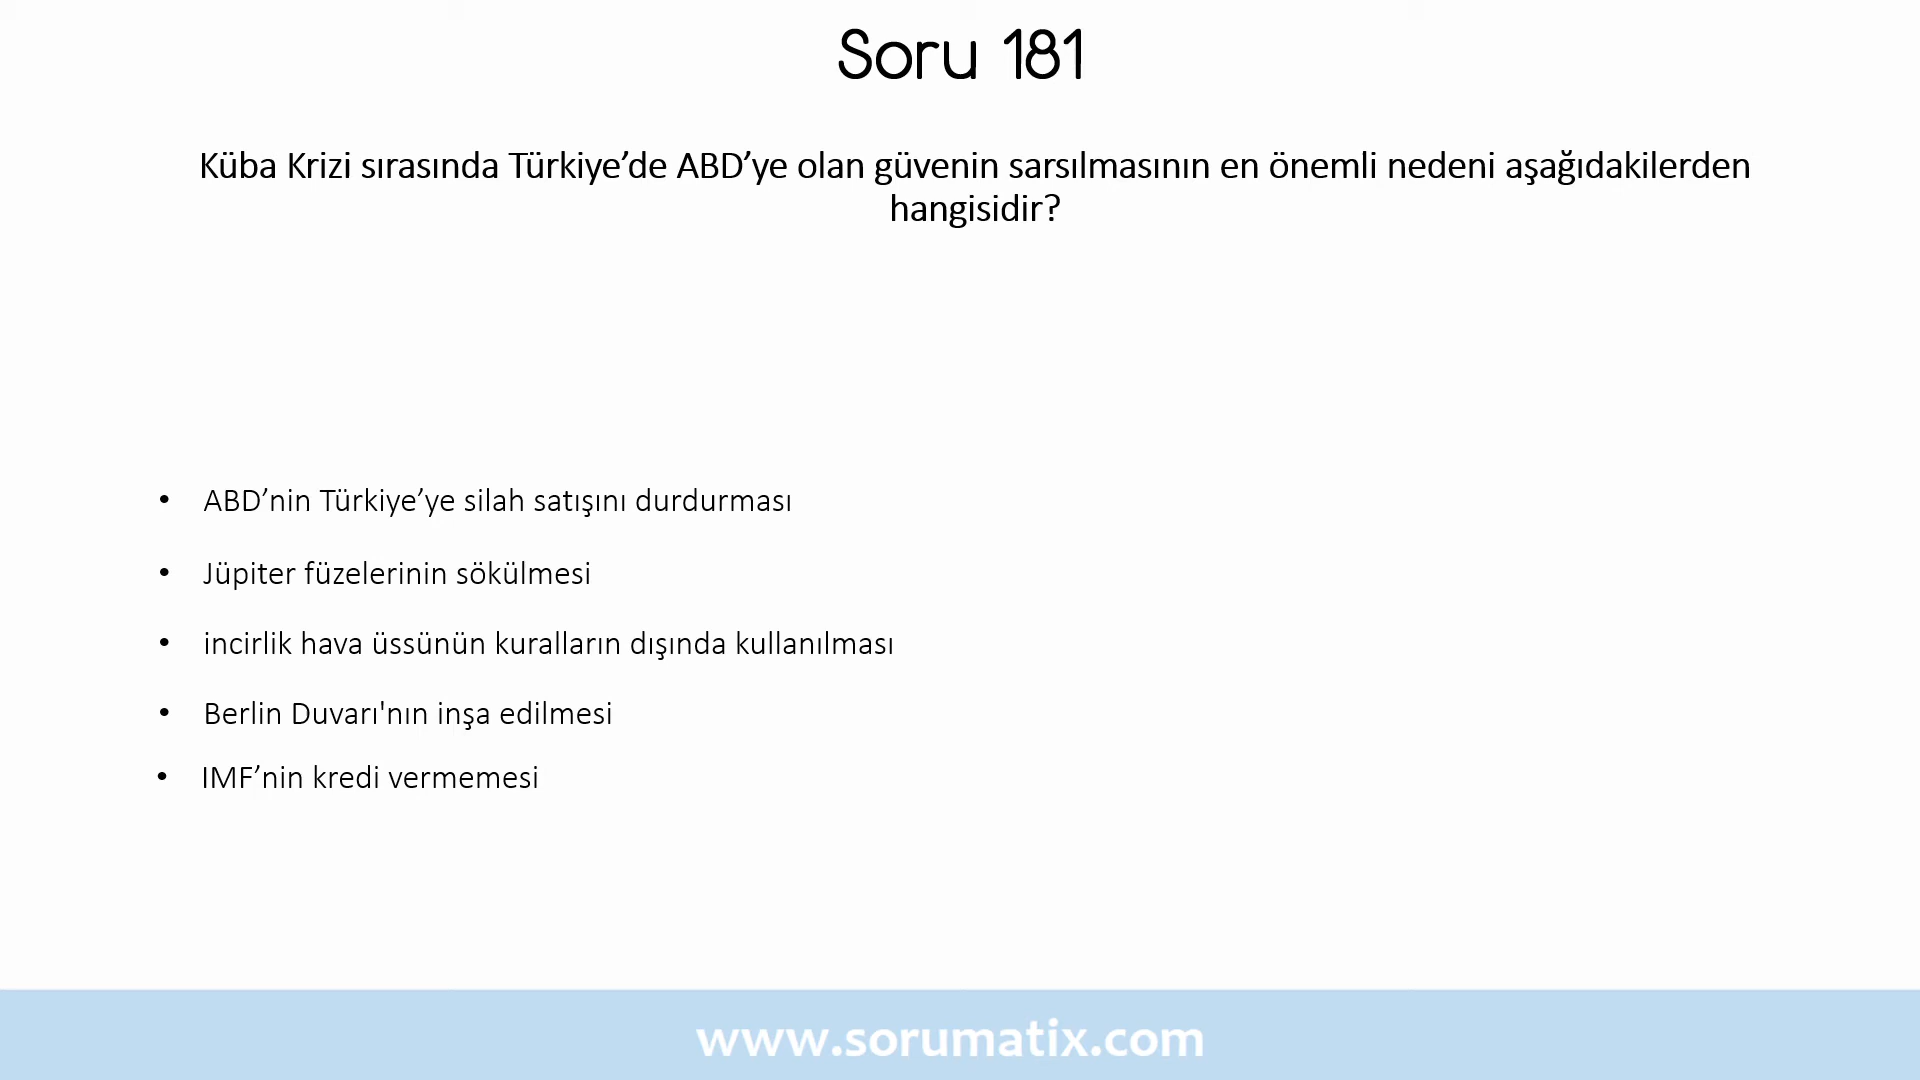 Soru 181
Küba Krizi sırasında Türkiye’de ABD’ye olan güvenin sarsılmasının en önemli nedeni aşağıdakilerden
hangisidir?
• ABD’nin Türkiye’ye silah satışını durdurması
• Jüpiter füzelerinin sökülmesi
• incirlik hava üssünün kuralların dışında kullanılması
• Berlin Duvarı'nın inşa edilmesi
• IMF’nin kredi vermemesi
www.sorumatix.com